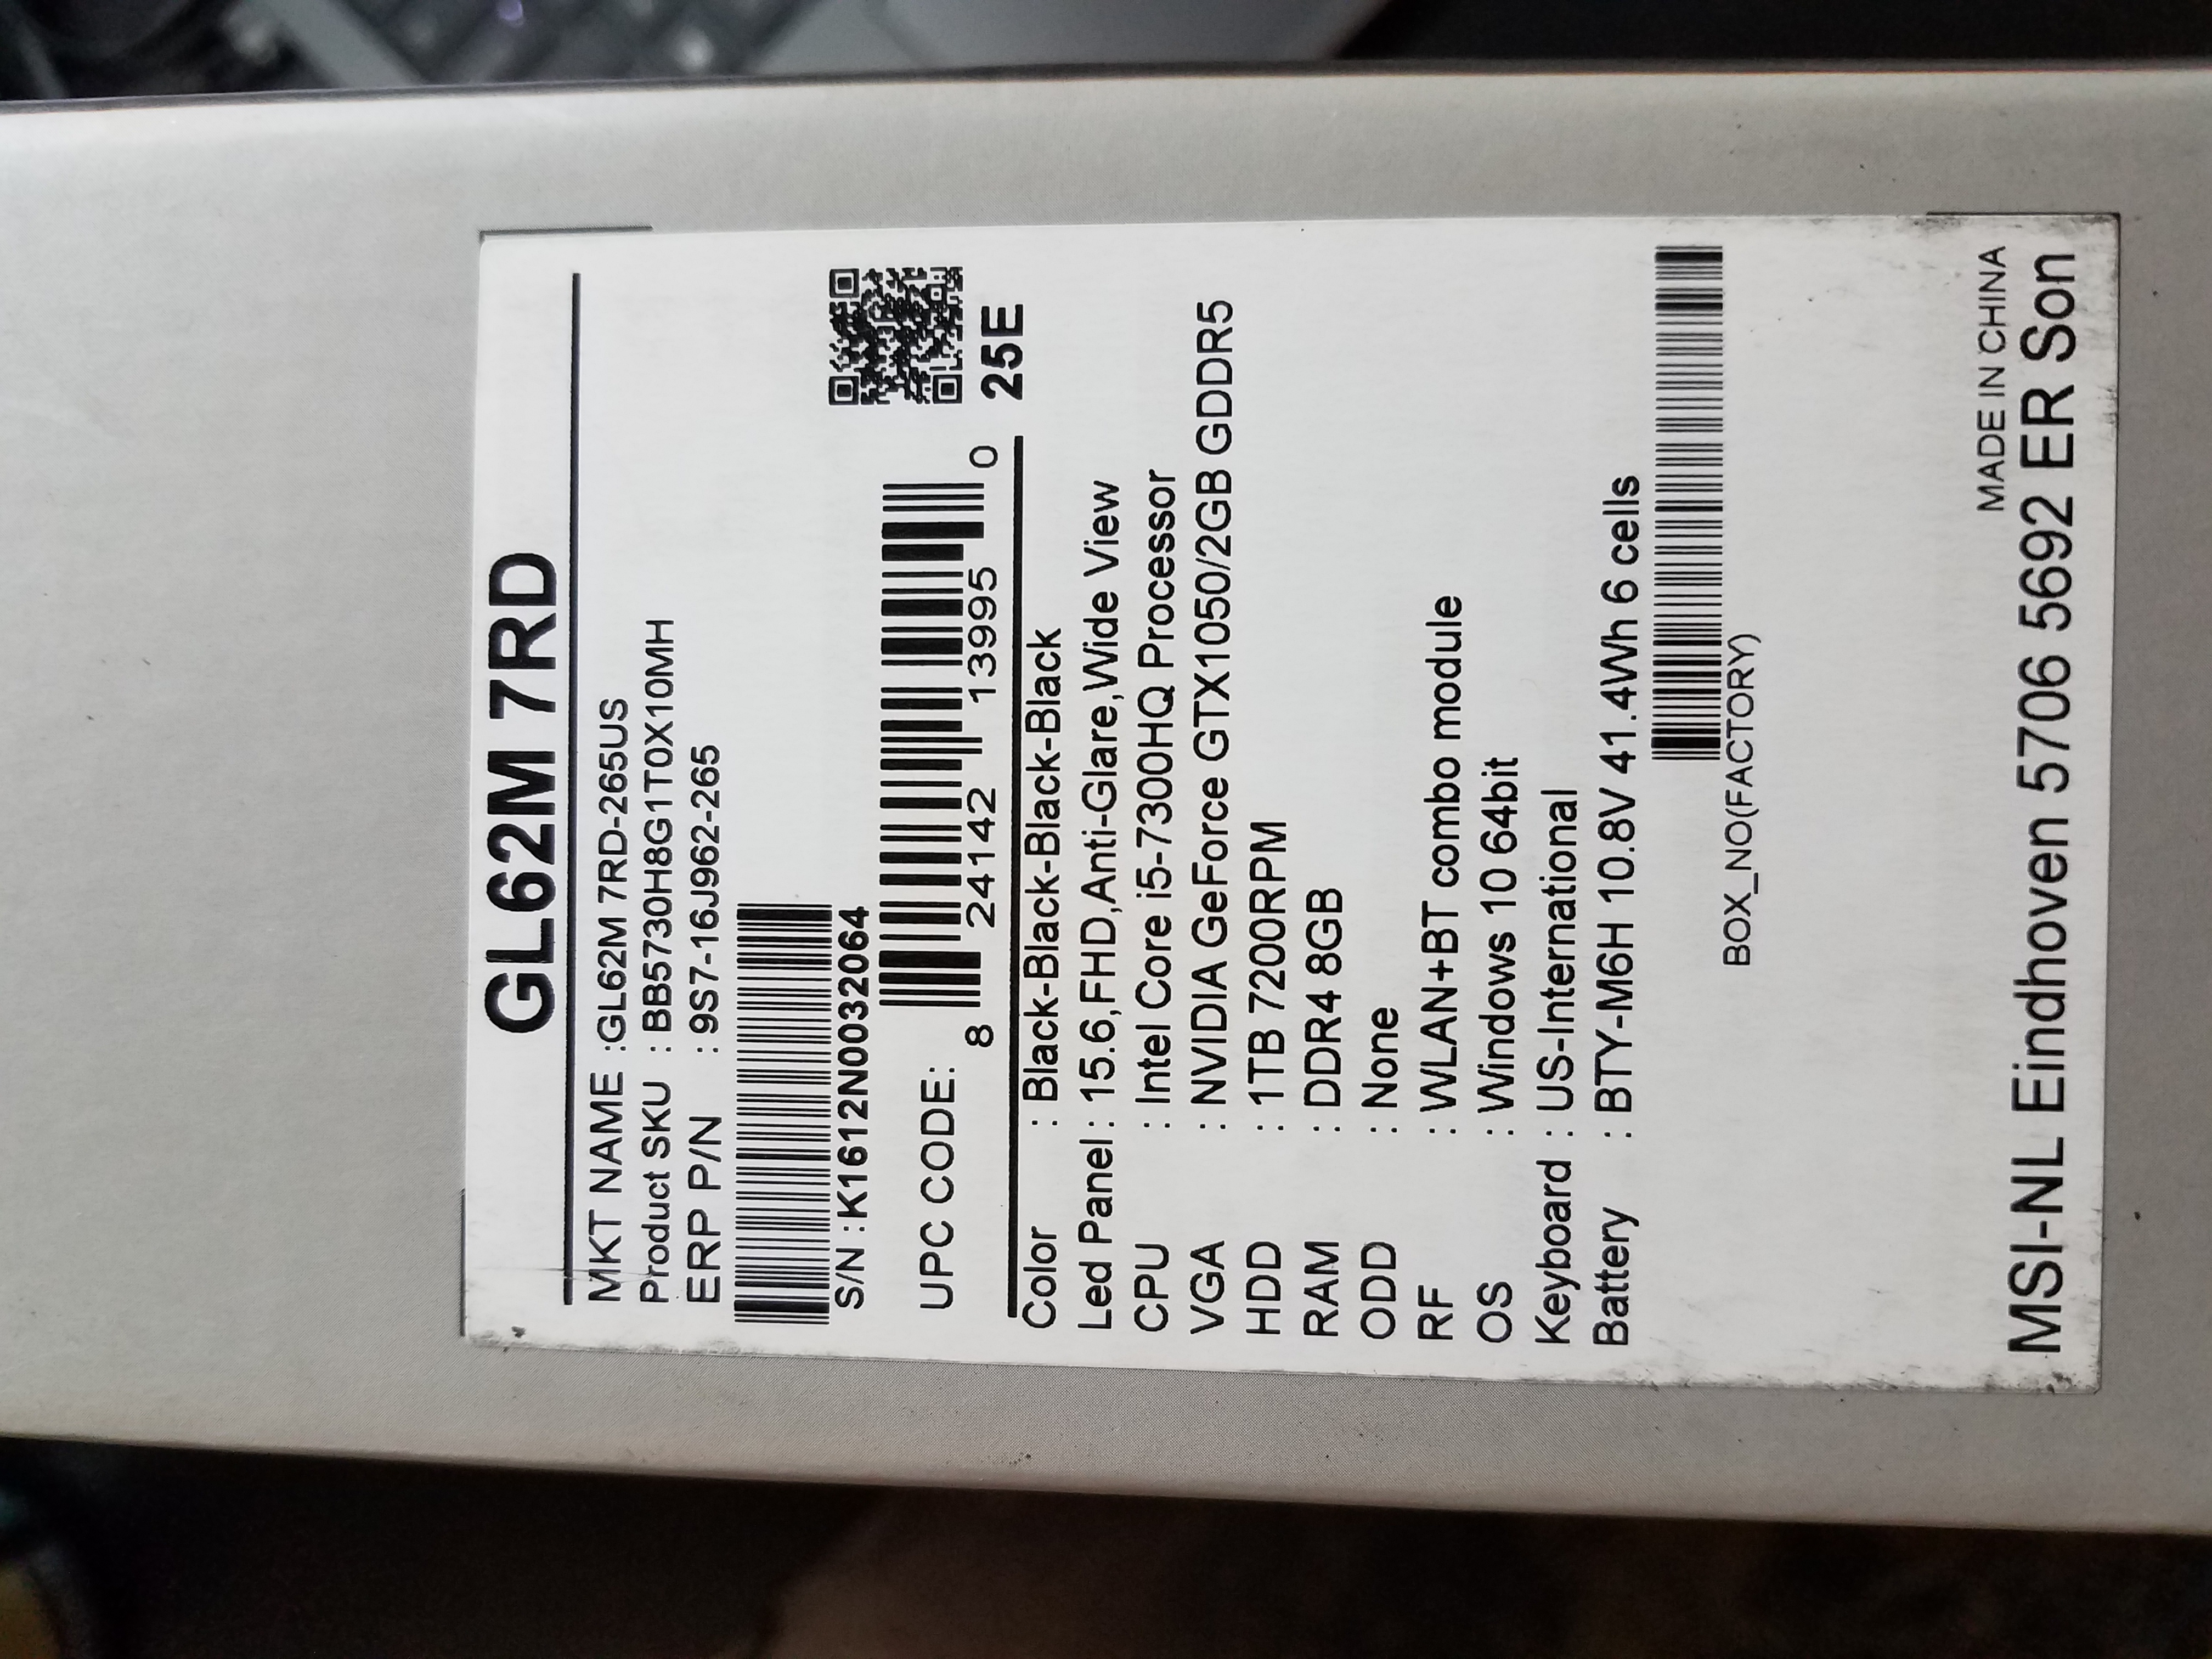 GL62M 7RD
MKT NAME :GL62M 7RD-265US
Product SKU : BB5730H8G1T0X10MH
ERP P/N : 9S7-16J962-265
S/N :K1612N0032064
UPC CODE:
8 24142 13995 0
25E
Color : Black-Black-Black-Black
Led Panel : 15.6,FHD,Anti-Glare,Wide View
CPU : Intel Core i5-7300HQ Processor
VGA : NVIDIA GeForce GTX1050/2GB GDDR5
HDD : 1TB 7200RPM
RAM : DDR4 8GB
ODD : None
RF : WLAN+BT combo module
OS : Windows 10 64bit
Keyboard : US-International
Battery : BTY-M6H 10.8V 41.4Wh 6 cells
BOX_NO(FACTORY)
MADE IN CHINA
MSI-NL Eindhoven 5706 5692 ER Son